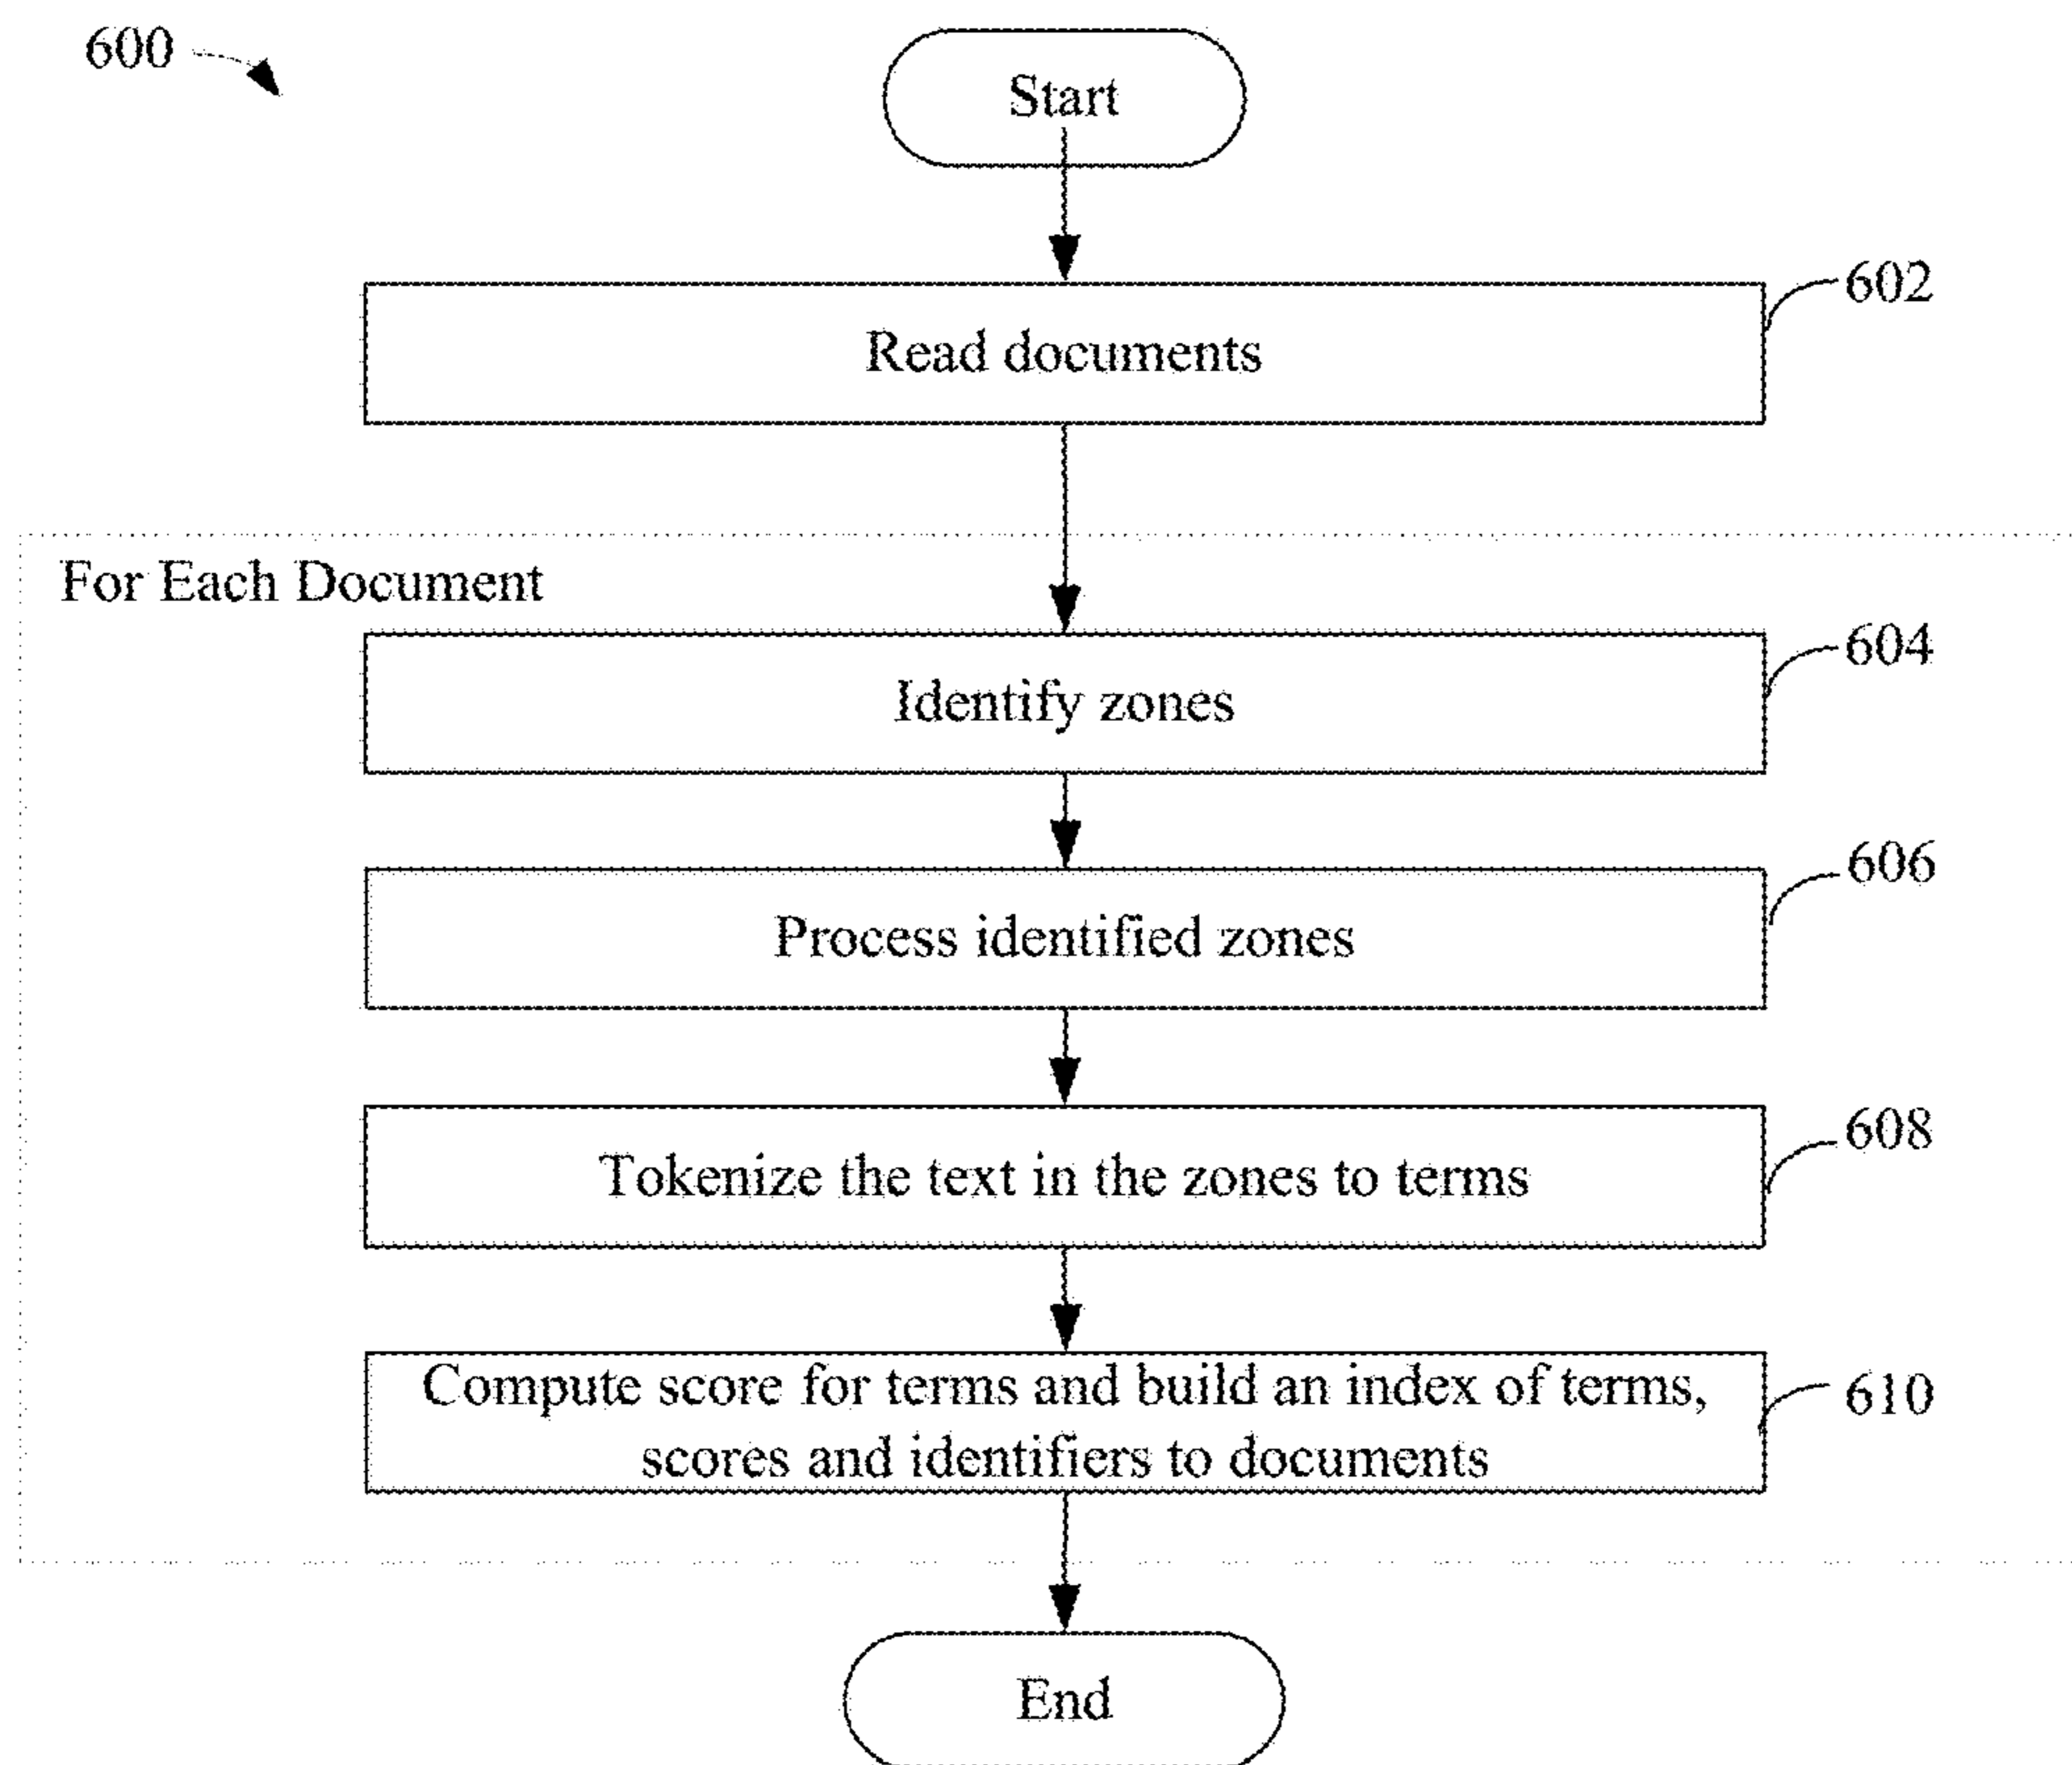 600
Start
602
Read documents
For Each Document
604
Identify zones
606
Process identified zones
608
Tokenize the text in the zones to terms
610
Compute score for terms and build an index of terms,
scores and identifiers to documents
End